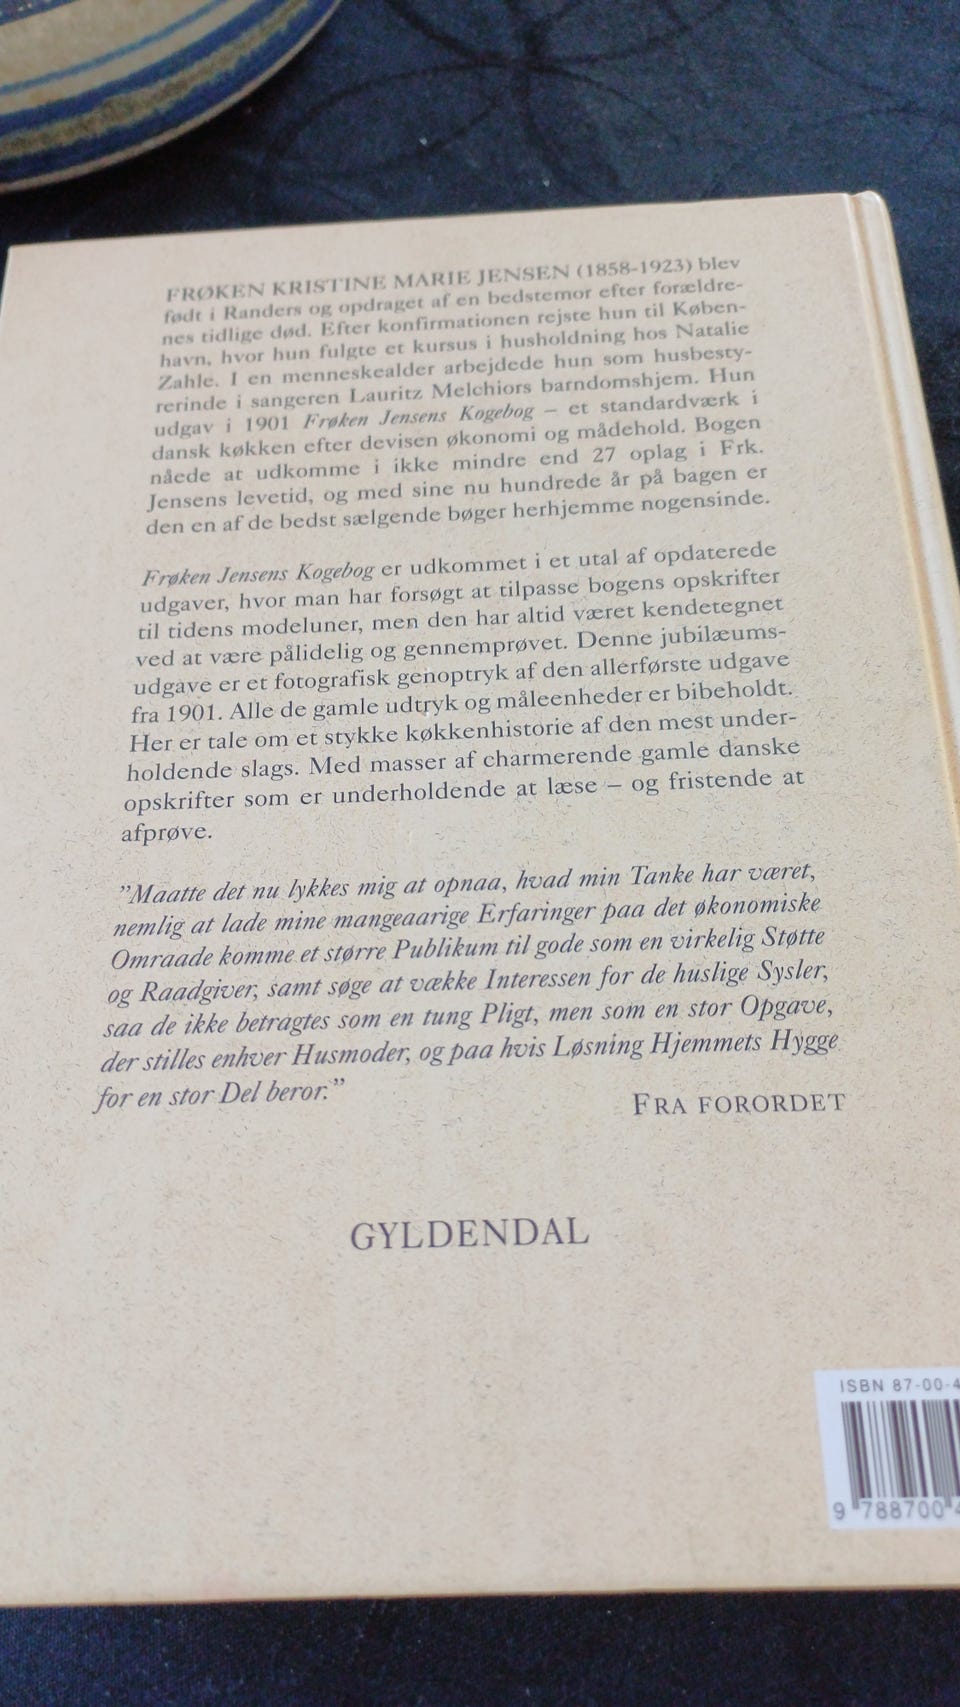 FRØKEN KRISTINE MARIE JENSEN (1858-1923) blev
født i Randers og opdraget af en bedstemor efter forældre-
nes tidlige død. Efter konfirmationen rejste hun til Køben-
havn, hvor hun fulgte et kursus i husholdning hos Natalie
Zahle. I en menneskealder arbejdede hun som husbesty-
rerinde i sangeren Lauritz Melchiors barndomshjem. Hun
udgav i 1901 Frøken Jensens Kogebog – et standardværk i
dansk køkken efter devisen økonomi og mådehold. Bogen
nåede at udkomme i ikke mindre end 27 oplag i Frk.
Jensens levetid, og med sine nu hundrede år på bagen er
den en af de bedst sælgende bøger herhjemme nogensinde.
Frøken Jensens Kogebog er udkommet i et utal af opdaterede
udgaver, hvor man har forsøgt at tilpasse bogens opskrifter
til tidens modeluner, men den har altid været kendetegnet
ved at være pålidelig og gennemprøvet. Denne jubilæums-
udgave er et fotografisk genoptryk af den allerførste udgave
fra 1901. Alle de gamle udtryk og måleenheder er bibeholdt.
Her er tale om et stykke køkkenhistorie af den mest under-
holdende slags. Med masser af charmerende gamle danske
opskrifter som er underholdende at læse – og fristende at
afprøve.
”Maatte det nu lykkes mig at opnaa, hvad min Tanke har været,
nemlig at lade mine mangeaarige Erfaringer paa det økonomiske
Omraade komme et større Publikum til gode som en virkelig Støtte
og Raadgiver, samt søge at vække Interessen for de huslige Sysler,
saa de ikke betragtes som en tung Pligt, men som en stor Opgave,
der stilles enhver Husmoder, og paa hvis Løsning Hjemmets Hygge
for en stor Del beror.”
FRA FORORDET
GYLDENDAL
ISBN 87-00-4
9 788700 4